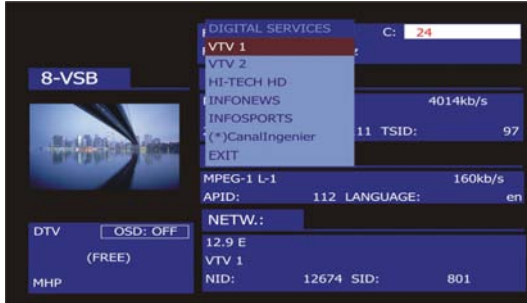 DIGITAL SERVICES
C: 24
VTV 1
VTV 2
8-VSB
HI-TECH HD
INFONEWS
4014kb/s
INFOSPORTS
(*)CanalIngenier
11 TSID: 97
EXIT
MPEG-1 L-1 160kb/s
APID: 112 LANGUAGE: en
NETW.:
DTV OSD: OFF
12.9 E
(FREE)
VTV 1
MHP
NID: 12674 SID: 801